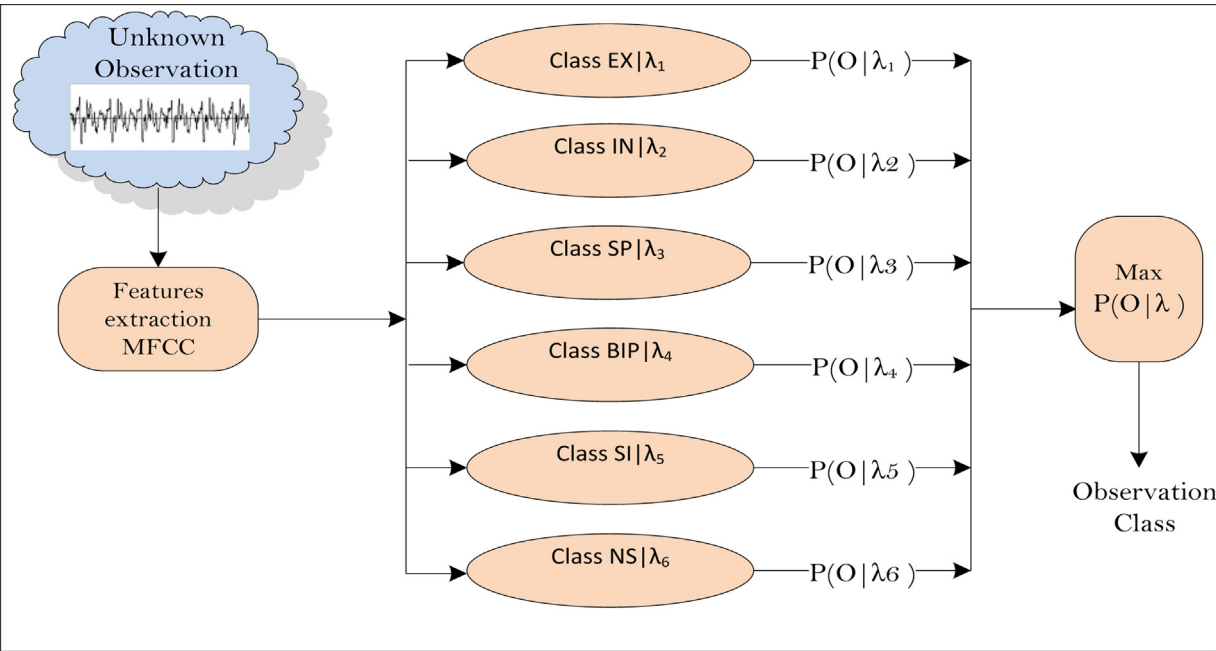 Unknown
Observation
Features
extraction
MFCC
Class EX|λ₁
P(O|λ₁ )
Class IN|λ₂
P(O|λ2 )
Class SP|λ₃
P(O|λ3 )
Class BIP|λ₄
P(O|λ₄ )
Class SI|λ₅
P(O|λ5 )
Class NS|λ₆
P(O|λ6)
Max
P(O|λ )
Observation
Class